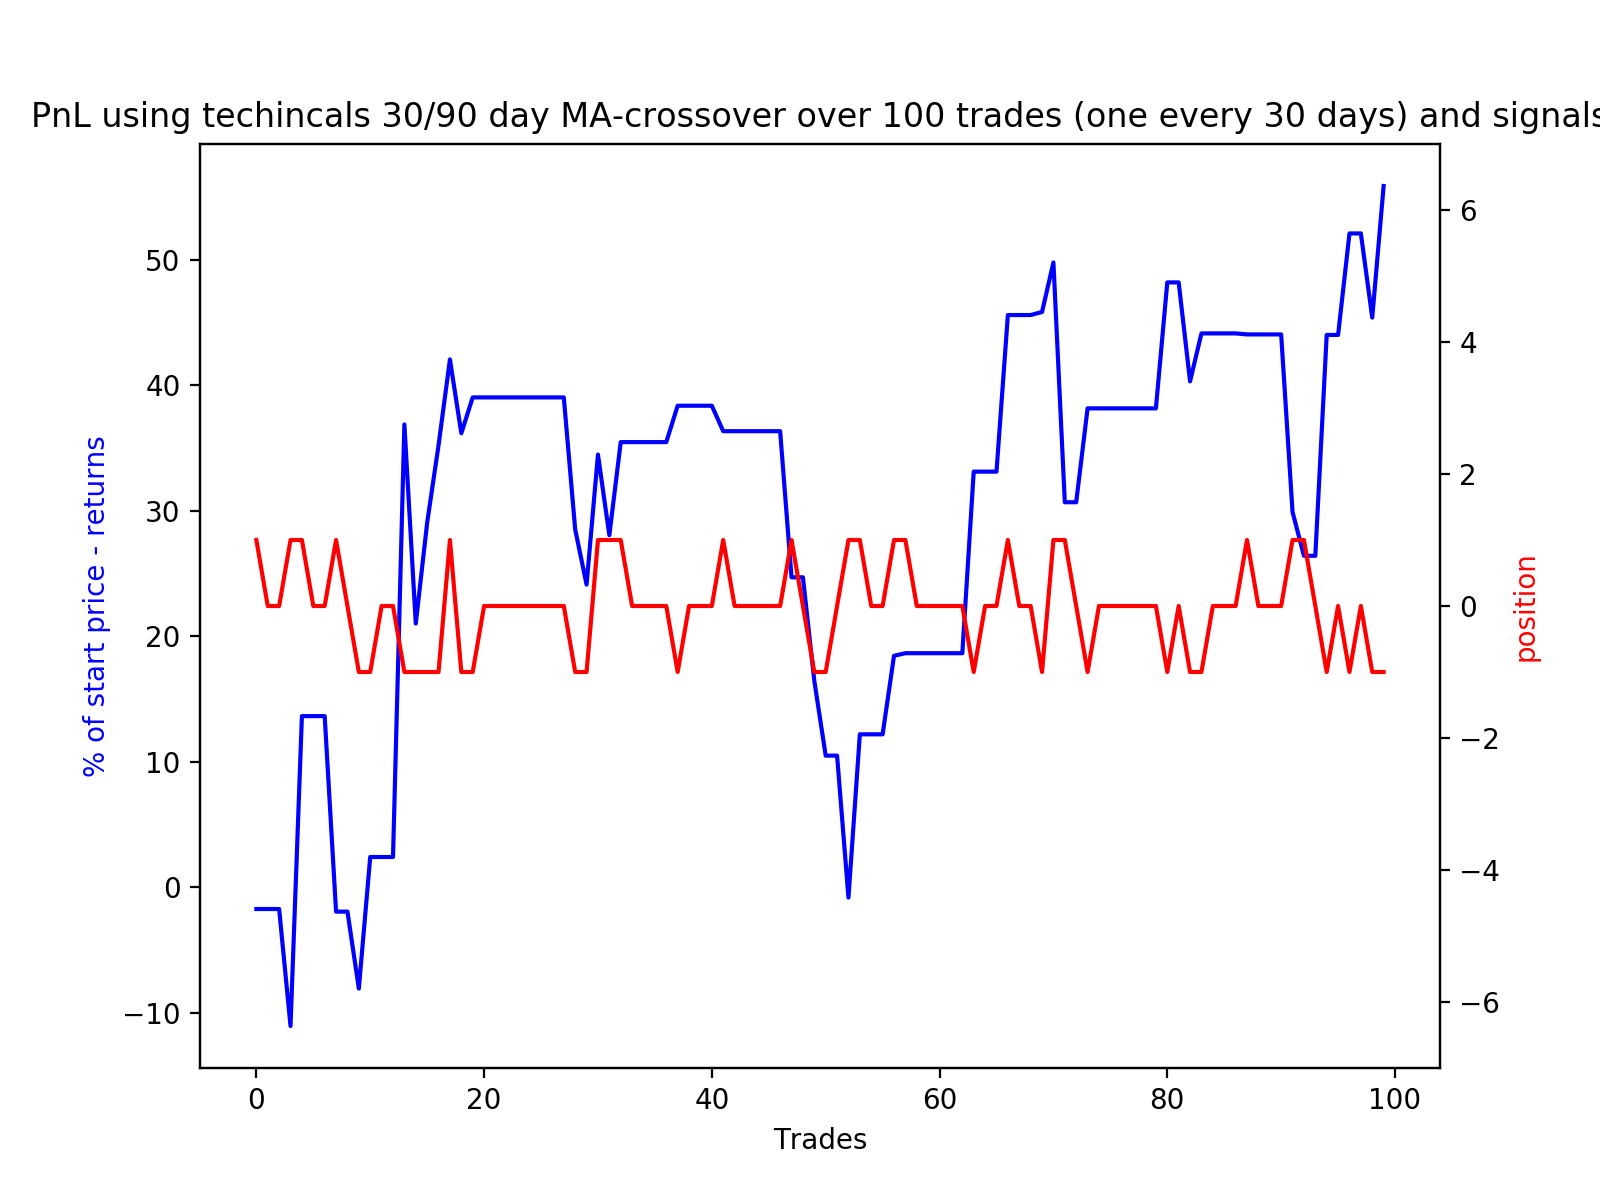 PnL using techincals 30/90 day MA-crossover over 100 trades (one every 30 days) and signals
% of start price - returns
50
40
30
20
10
0
−10
6
4
2
0
−2
−4
−6
position
0 20 40 60 80 100
Trades